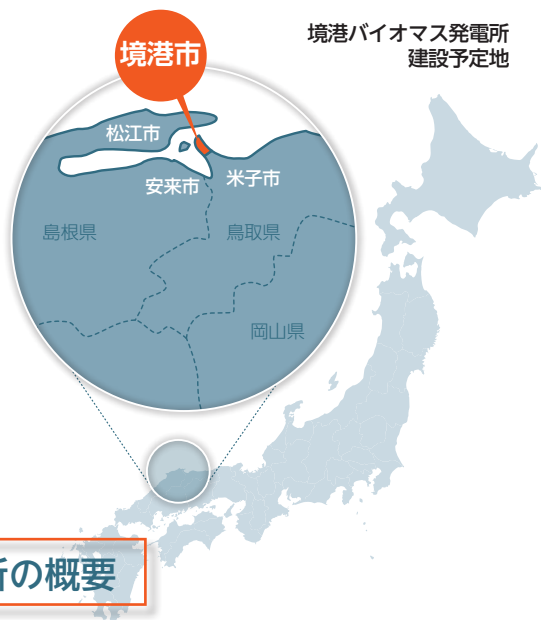 境港バイオマス発電所
建設予定地
境港市
松江市
安来市
米子市
島根県
鳥取県
岡山県
の概要